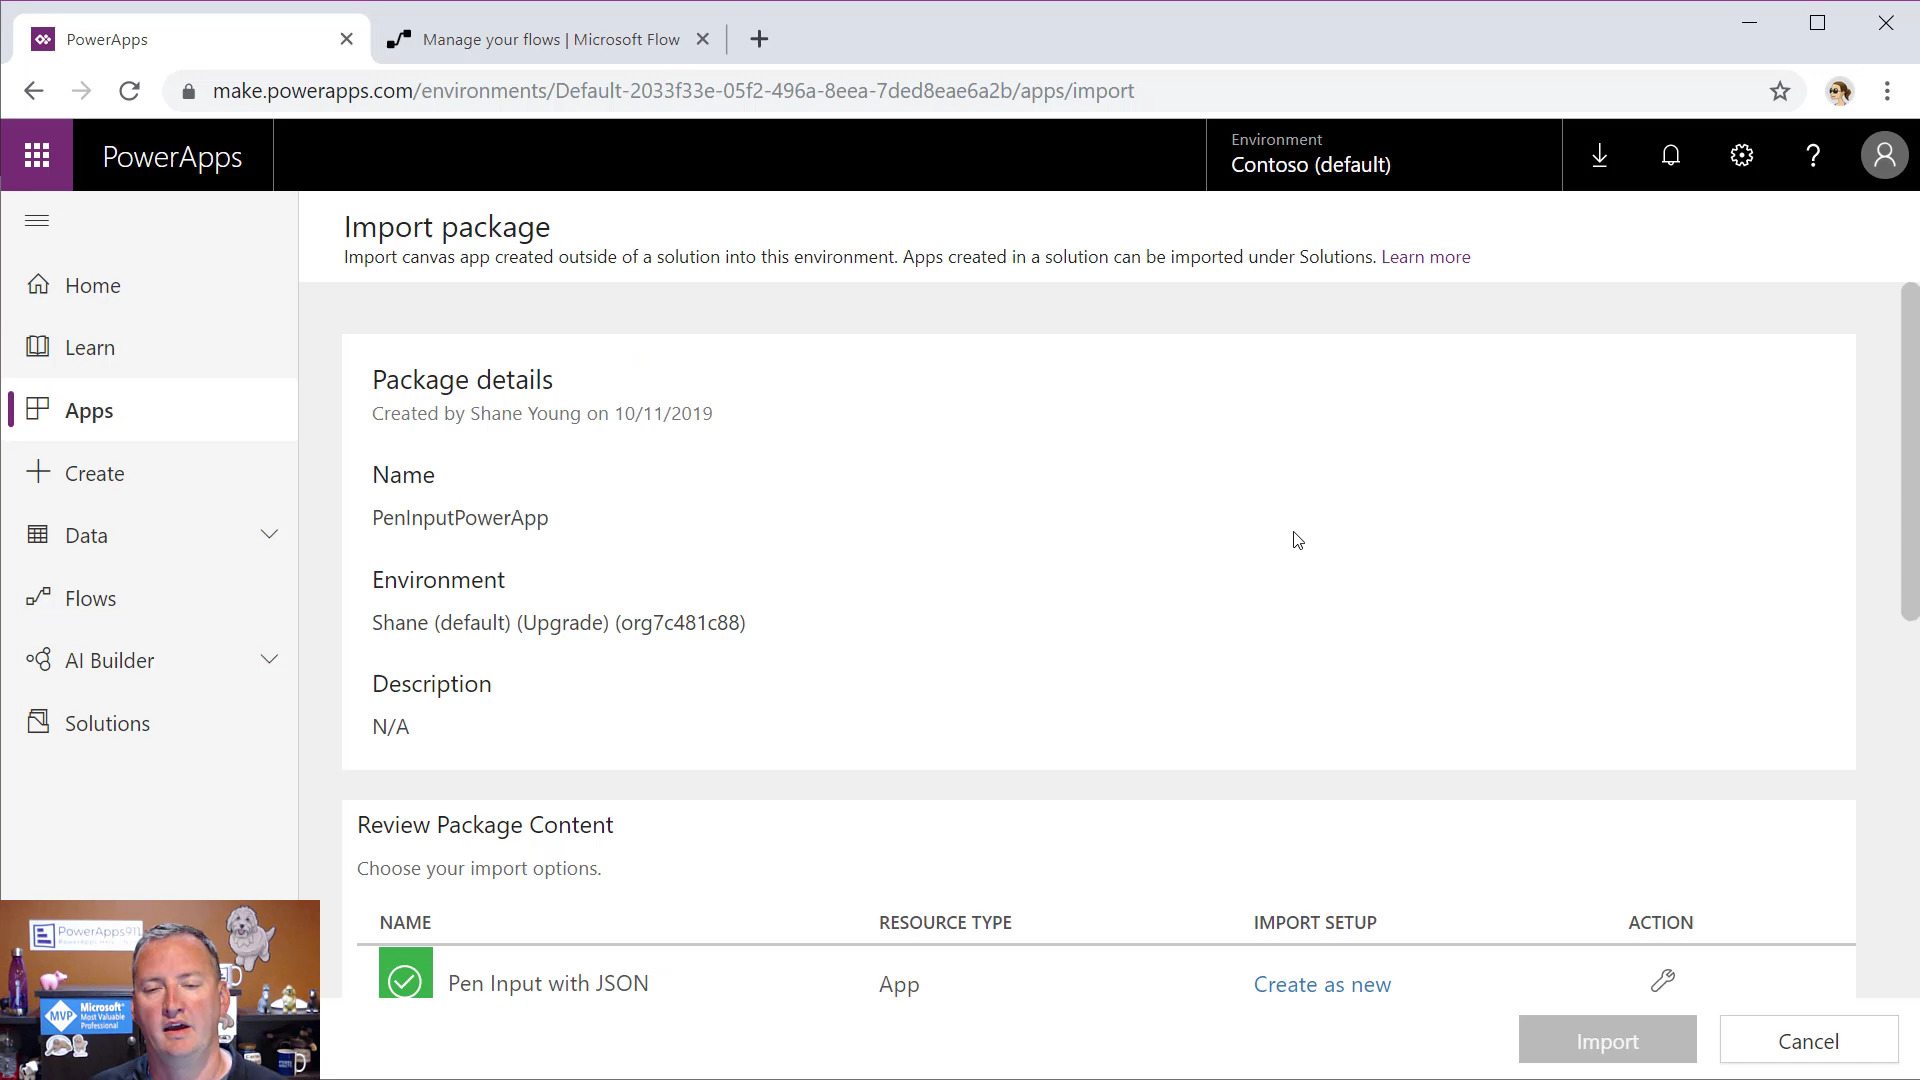 PowerApps
Manage your flows | Microsoft Flow
make.powerapps.com/environments/Default-2033f33e-05f2-496a-8eea-7ded8eae6a2b/apps/import
PowerApps
Environment
Contoso (default)
?
Import package
Import canvas app created outside of a solution into this environment. Apps created in a solution can be imported under Solutions. Learn more
Home
Learn
Apps
Create
Data
Flows
AI Builder
Solutions
Package details
Created by Shane Young on 10/11/2019
Name
PenInputPowerApp
Environment
Shane (default) (Upgrade) (org7c481c88)
Description
N/A
Review Package Content
Choose your import options.
NAME RESOURCE TYPE IMPORT SETUP ACTION
Pen Input with JSON App Create as new
Import Cancel
PowerApps911
MVP
Microsoft
Most Valuable
Professional